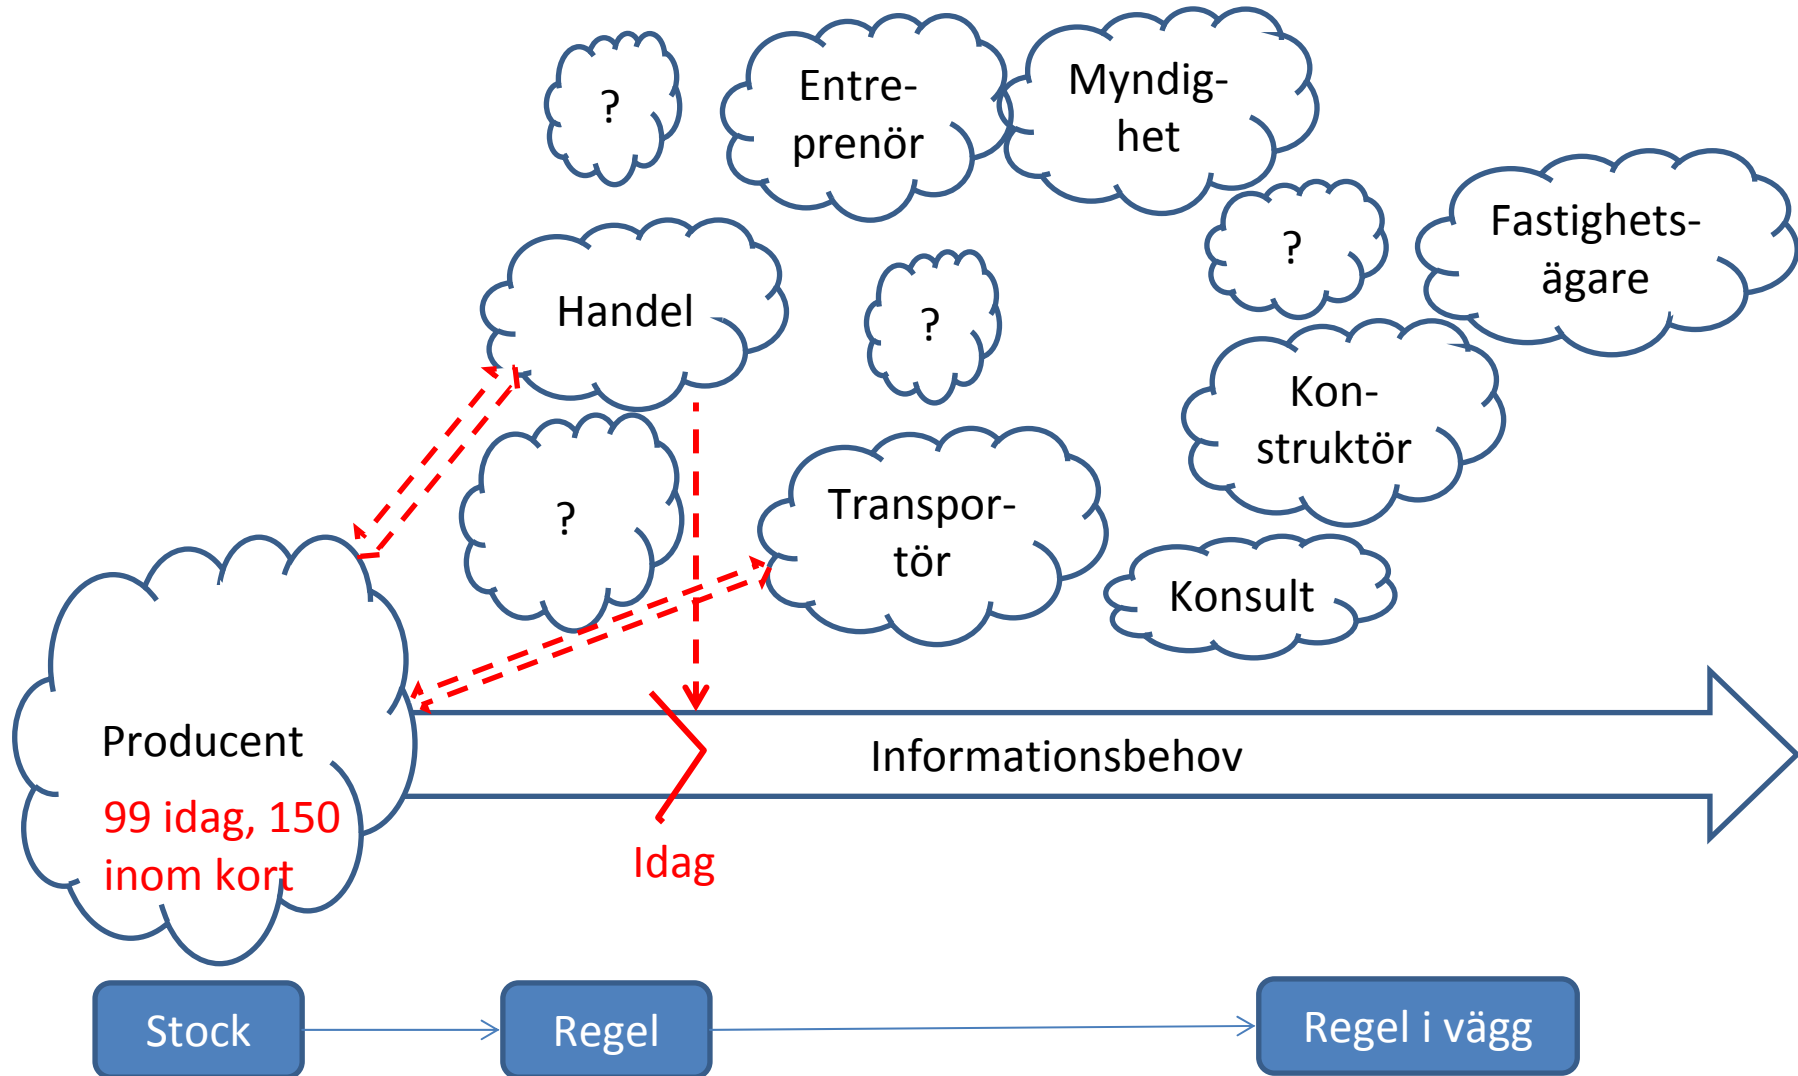 ?
Entre-
prenör
Myndig-
het
?
Fastighets-
ägare
Handel
?
Kon-
struktör
?
Transpor-
tör
Konsult
Producent
99 idag, 150
inom kort
Informationsbehov
Idag
Stock
Regel
Regel i vägg